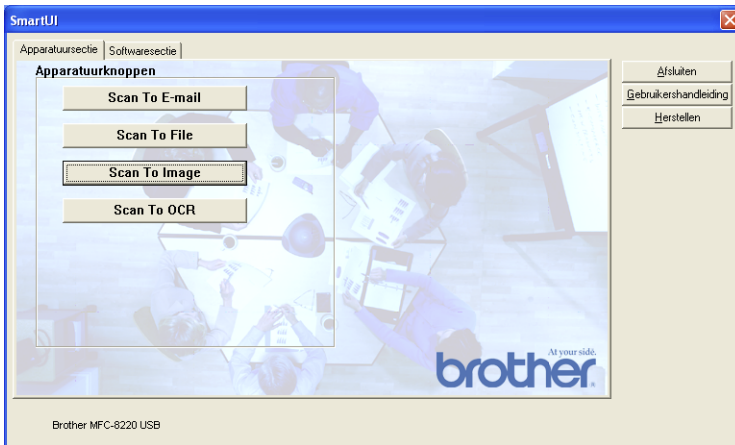 SmartUI
Apparatuursectie
Softwaresectie
Apparatuurknoppen
Scan To E-mail
Scan To File
Scan To Image
Scan To OCR
Afsluiten
Gebruikershandleiding
Herstellen
At your side.
brother®
Brother MFC-8220 USB